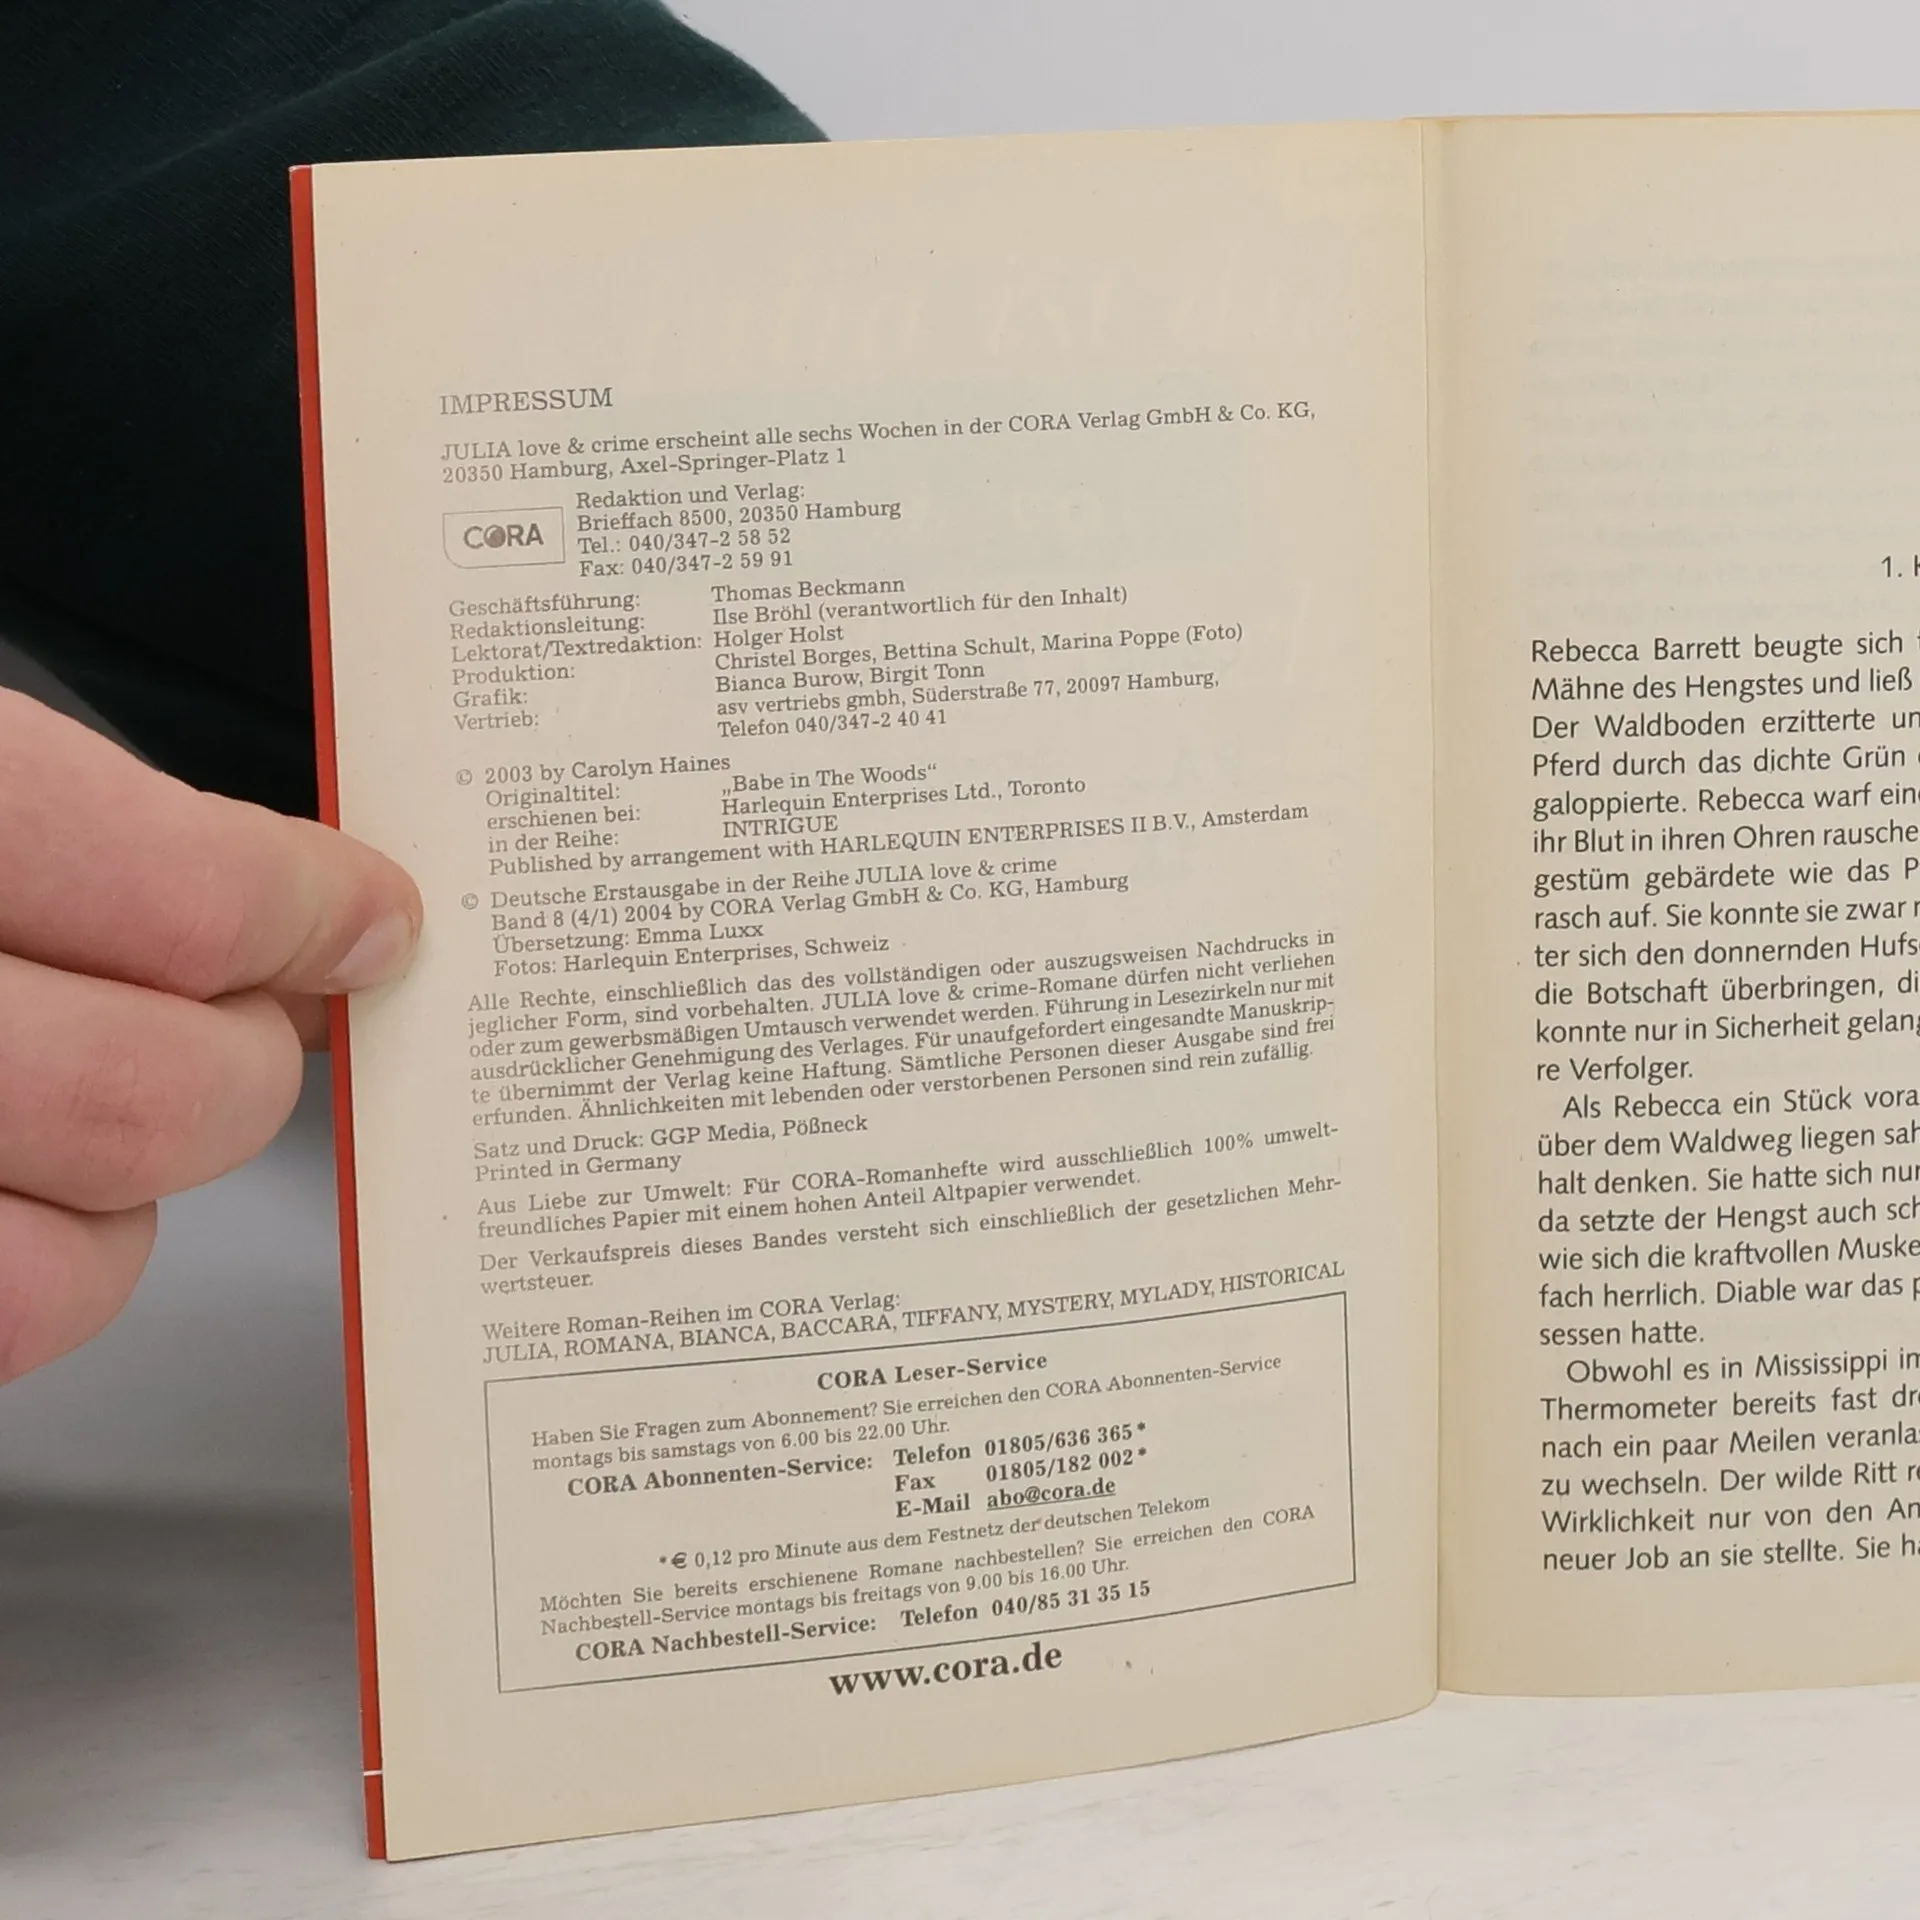 IMPRESSUM
JULIA love & crime erscheint alle sechs Wochen in der CORA Verlag GmbH & Co. KG,
20350 Hamburg, Axel-Springer-Platz 1
CORA
Redaktion und Verlag:
Brieffach 8500, 20350 Hamburg
Tel.: 040/347-2 58 52
Fax: 040/347-2 59 91
Geschäftsführung: Thomas Beckmann
Redaktionsleitung: Ilse Bröhl (verantwortlich für den Inhalt)
Lektorat/Textredaktion: Holger Holst
Produktion: Christel Borges, Bettina Schult, Marina Poppe (Foto)
Grafik: Bianca Burow, Birgit Tonn
Vertrieb: asv vertriebs gmbh, Süderstraße 77, 20097 Hamburg,
Telefon 040/347-2 40 41
© 2003 by Carolyn Haines
Originaltitel: „Babe in The Woods“
erschienen bei: Harlequin Enterprises Ltd., Toronto
in der Reihe: INTRIGUE
Published by arrangement with HARLEQUIN ENTERPRISES II B.V., Amsterdam
© Deutsche Erstausgabe in der Reihe JULIA love & crime
Band 8 (4/1) 2004 by CORA Verlag GmbH & Co. KG, Hamburg
Übersetzung: Emma Luxx
Fotos: Harlequin Enterprises, Schweiz
Alle Rechte, einschließlich das des vollständigen oder auszugsweisen Nachdrucks in
jeglicher Form, sind vorbehalten. JULIA love & crime-Romane dürfen nicht verliehen
oder zum gewerbsmäßigen Umtausch verwendet werden. Führung in Lesezirkeln nur mit
ausdrücklicher Genehmigung des Verlages. Für unaufgefordert eingesandte Manuskrip-
te übernimmt der Verlag keine Haftung. Sämtliche Personen dieser Ausgabe sind frei
erfunden. Ähnlichkeiten mit lebenden oder verstorbenen Personen sind rein zufällig.
Satz und Druck: GGP Media, Pößneck
Printed in Germany
Aus Liebe zur Umwelt: Für CORA-Romanhefte wird ausschließlich 100% umwelt-
freundliches Papier mit einem hohen Anteil Altpapier verwendet.
Der Verkaufspreis dieses Bandes versteht sich einschließlich der gesetzlichen Mehr-
wertsteuer.
Weitere Roman-Reihen im CORA Verlag:
JULIA, ROMANA, BIANCA, BACCARA, TIFFANY, MYSTERY, MYLADY, HISTORICAL
CORA Leser-Service
Haben Sie Fragen zum Abonnement? Sie erreichen den CORA Abonnenten-Service
montags bis samstags von 6.00 bis 22.00 Uhr.
CORA Abonnenten-Service: Telefon 01805/636 365*
Fax 01805/182 002*
E-Mail abo@cora.de
*€ 0,12 pro Minute aus dem Festnetz der deutschen Telekom
Möchten Sie bereits erschienene Romane nachbestellen? Sie erreichen den CORA
Nachbestell-Service montags bis freitags von 9.00 bis 16.00 Uhr.
CORA Nachbestell-Service: Telefon 040/85 31 35 15
www.cora.de
1.
Rebecca Barrett beugte sich
Mähne des Hengstes und ließ
Der Waldboden erzitterte
Pferd durch das dichte Grün
galoppierte. Rebecca warf
ihr Blut in ihren Ohren
gestüm gebärdete wie das
rasch auf. Sie konnte sie zwar
ter sich den donnernden
die Botschaft überbringen,
konnte nur in Sicherheit
re Verfolger.
Als Rebecca ein Stück
über dem Waldweg liegen
halt denken. Sie hatte sich
da setzte der Hengst auch
wie sich die kraftvollen
fach herrlich. Diable war das
sessen hatte.
Obwohl es in Mississippi
Thermometer bereits fast
nach ein paar Meilen
zu wechseln. Der wilde Ritt
Wirklichkeit nur von den
neuer Job an sie stellte. Sie